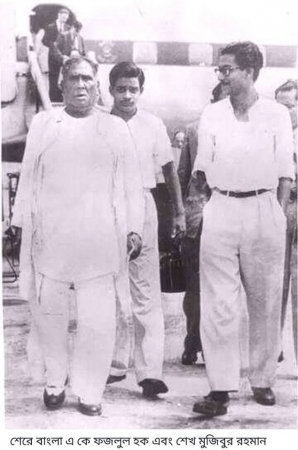 শেরে বাংলা এ কে ফজলুল হক এবং শেখ মুজিবুর রহমান